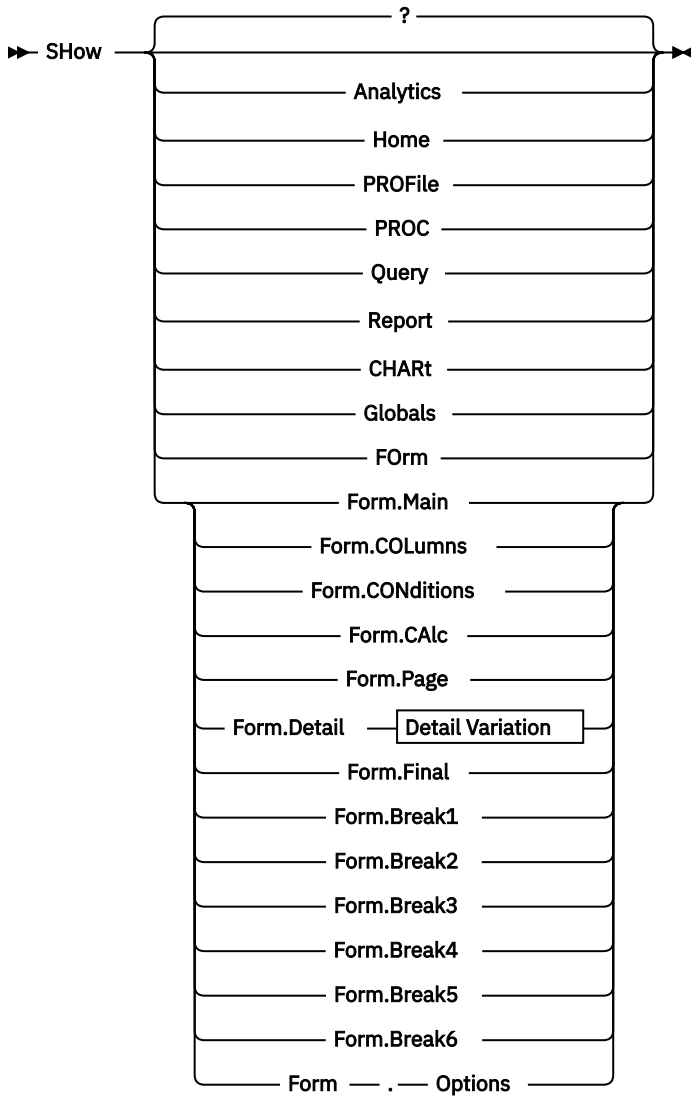 ?
SHow
Analytics
Home
PROFile
PROC
Query
Report
CHARt
Globals
FOrm
Form.Main
Form.COLumns
Form.CONditions
Form.CAlc
Form.Page
Form.Detail Detail Variation
Form.Final
Form.Break1
Form.Break2
Form.Break3
Form.Break4
Form.Break5
Form.Break6
Form . Options